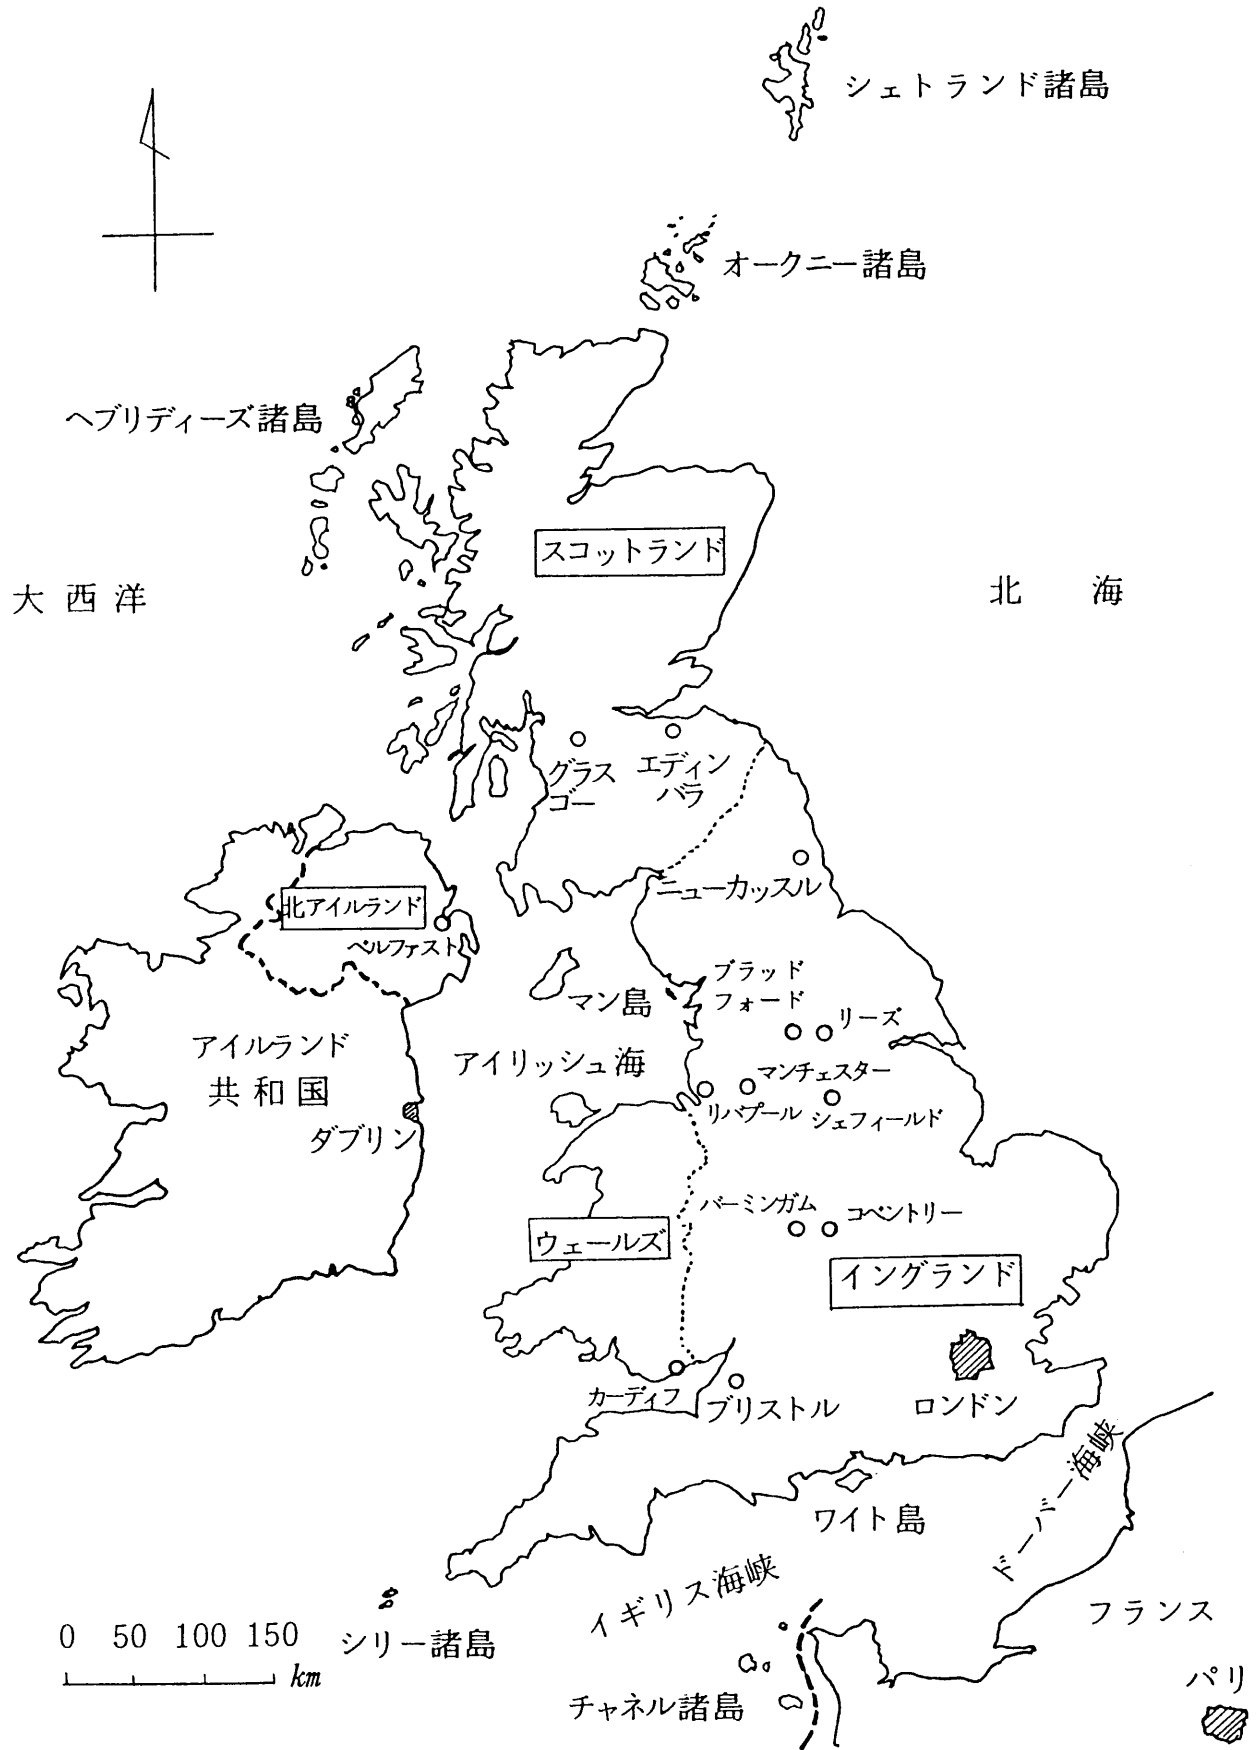 シェトランド諸島
オークニー諸島
ヘブリディーズ諸島
スコットランド
大西洋
北海
グラス
ゴー
エディン
バラ
ニューカッスル
北アイルランド
ベルファスト
マン島
ブラッド
フォード
リーズ
アイルランド
共和国
アイリッシュ海
マンチェスター
リバプール
シェフィールド
ダブリン
バーミンガム
コベントリー
ウェールズ
イングランド
カーディフ
ブリストル
ロンドン
ドーバー海峡
ワイト島
イギリス海峡
フランス
0 50 100 150
km
シリー諸島
チャネル諸島
パリ